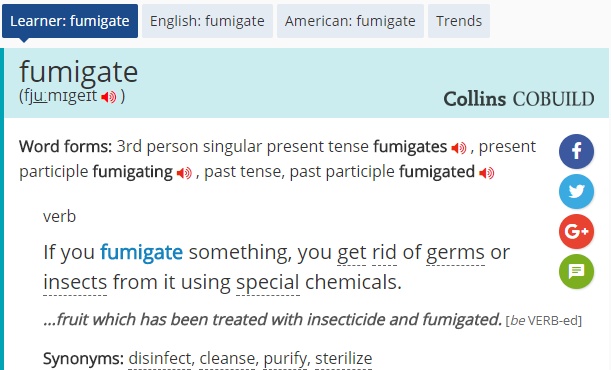 Learner: fumigate English: fumigate American: fumigate Trends
fumigate
(fjuːmɪgeɪt )
Collins COBUILD
Word forms: 3rd person singular present tense fumigates , present
participle fumigating , past tense, past participle fumigated
verb
If you fumigate something, you get rid of germs or
insects from it using special chemicals.
...fruit which has been treated with insecticide and fumigated. [be VERB-ed]
Synonyms: disinfect, cleanse, purify, sterilize
f
G+